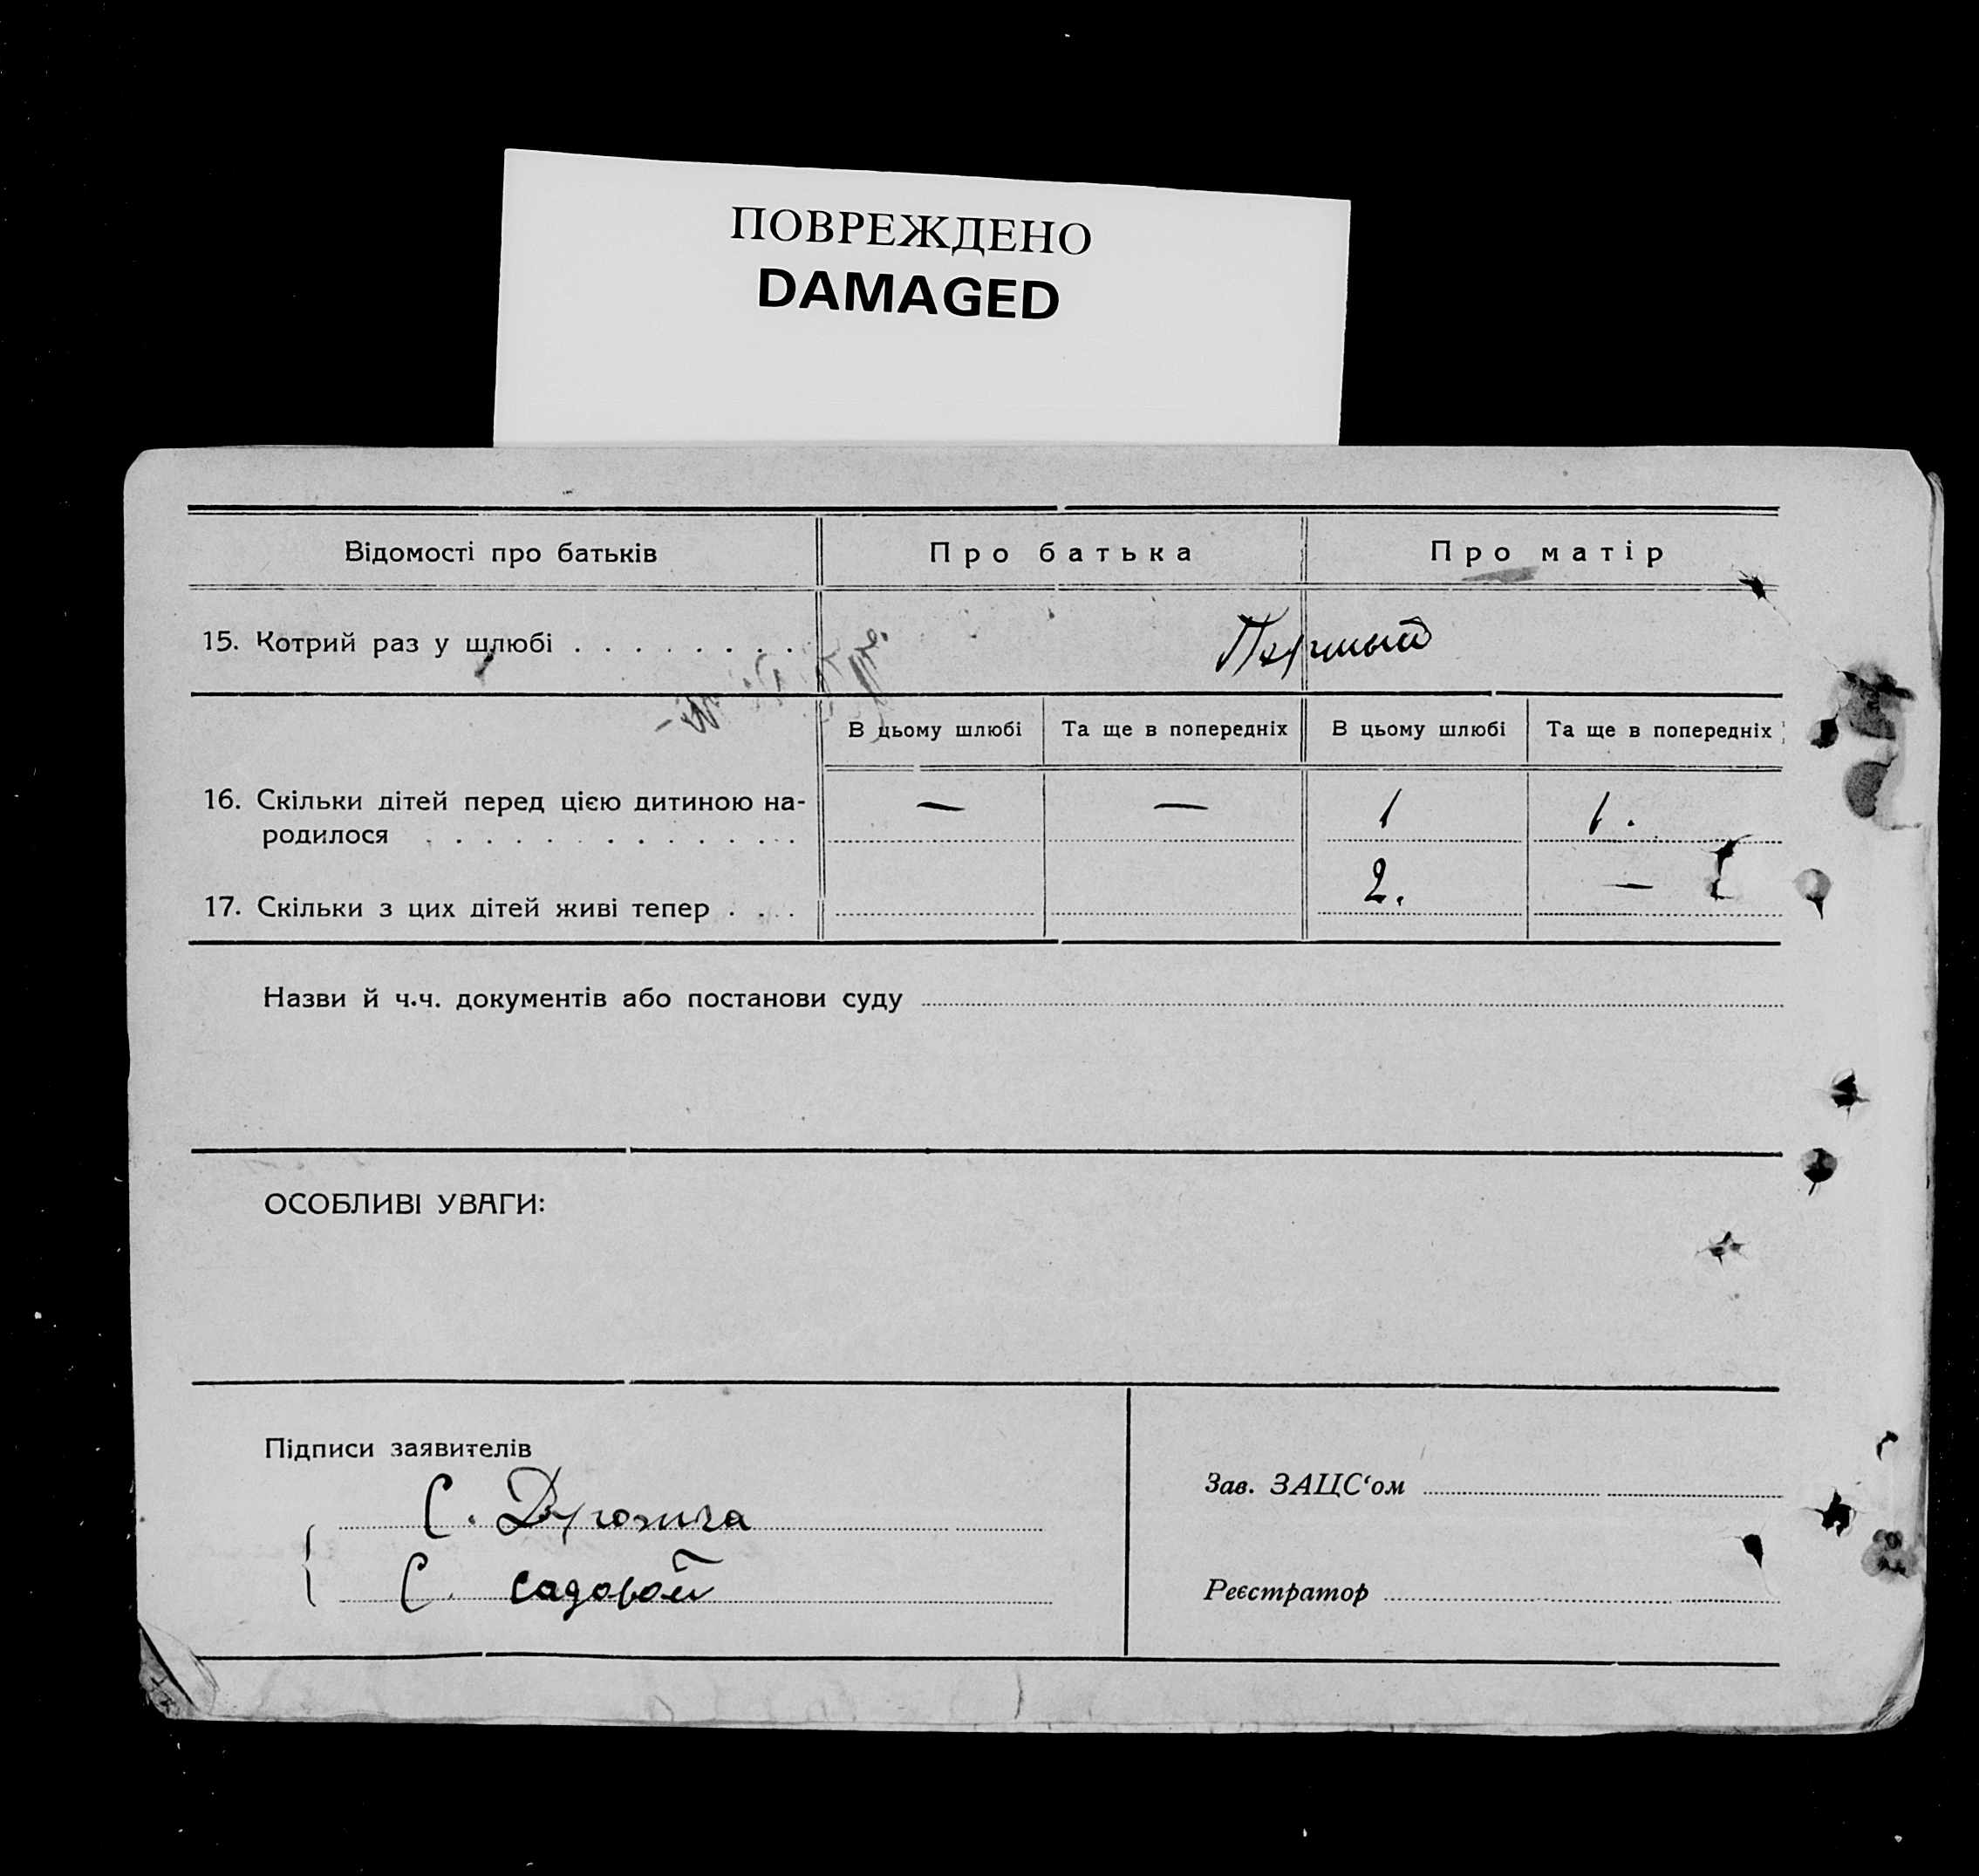 ПОВРЕЖДЕНО
DAMAGED
Відомості про батьків
Про батька
Про матір
15. Котрий раз у шлюбі . . . . . . . .
Первый
В цьому шлюбі
Та ще в попередніх
В цьому шлюбі
Та ще в попередніх
16. Скільки дітей перед цією дитиною на-
родилося . . . . . . . . . . . . .
—
—
1
1.
17. Скільки з цих дітей живі тепер . . .
2.
—
Назви й ч.ч. документів або постанови суду
ОСОБЛИВІ УВАГИ:
Підписи заявителів
С.
С. садовой
Зав. ЗАЦС‘ом
Реєстратор